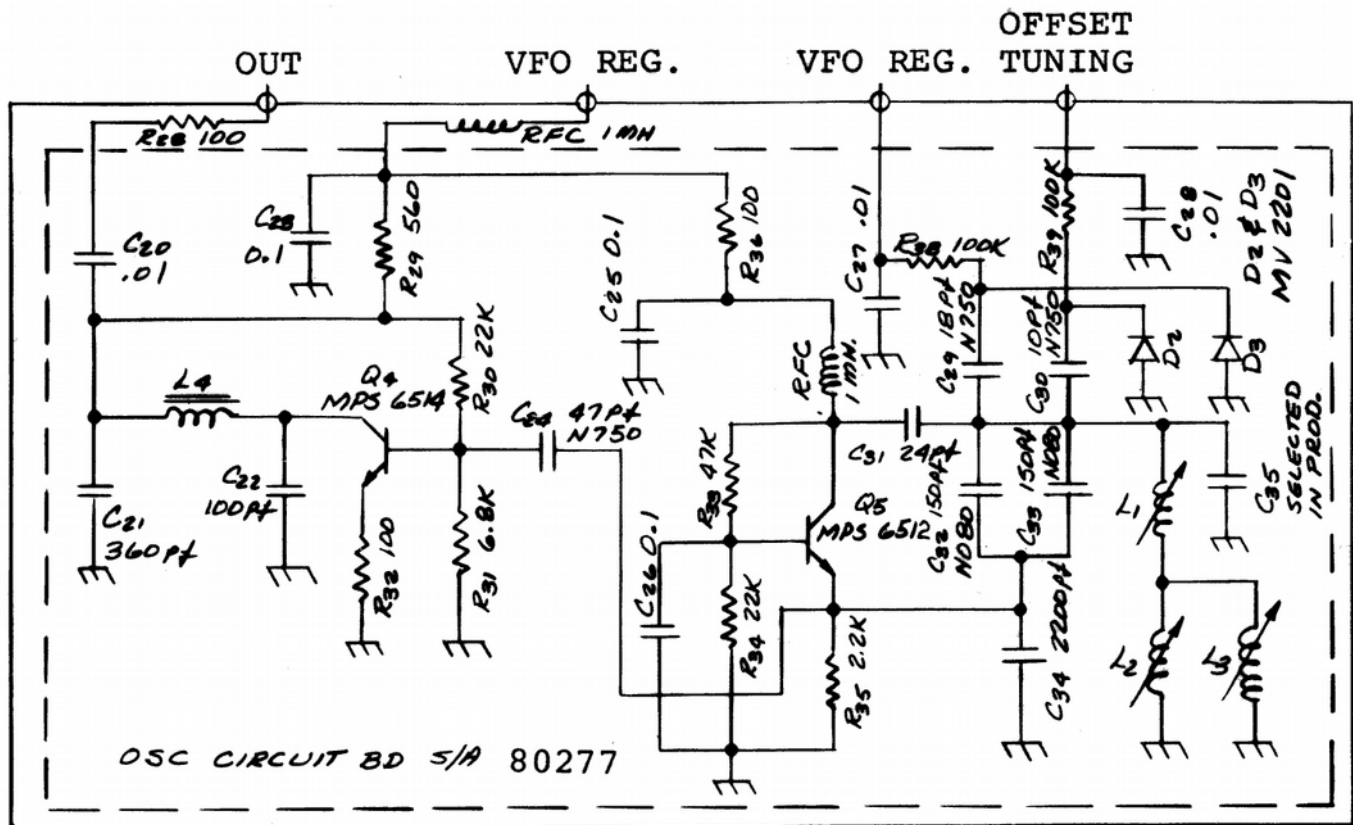 OFFSET
OUT VFO REG. VFO REG. TUNING
R28 100
RFC 1MH
C20
.01
C28
0.1
R29 560
C25 0.1
R36 100
C27 .01
R38 100K
R39 100K
C28
.01
D2 & D3
MV 2201
L4
Q4
MPS 6514
R30 22K
C24 47Pf
N750
RFC
1 MH.
C29 18Pf
N750
C30 10Pf
N750
D2
D3
C21
360pf
C22
100Pf
R32 100
R31 6.8K
R33 47K
C31 24Pf
Q5
MPS 6512
C32 150Pf
N080
C33 150Pf
N080
L1
C35
SELECTED
IN PROD.
C26 0.1
R34 22K
R35 2.2K
C34 2200Pf
L2
L3
OSC CIRCUIT BD S/A 80277